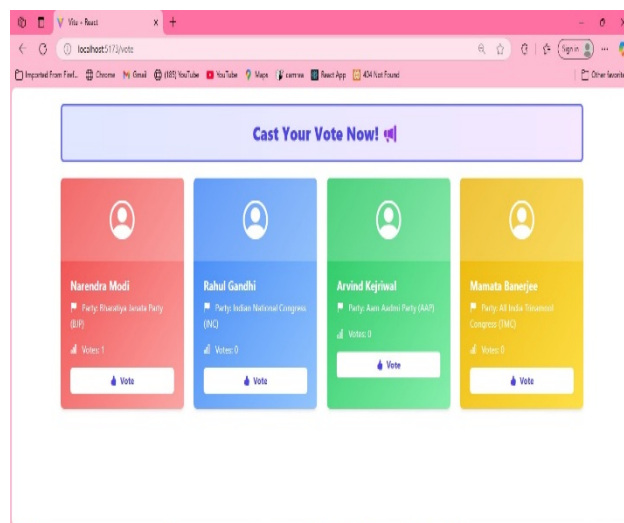 Vite + React
localhost:5173/vote
Sign in
Imported From Firef...
Chrome
Gmail
(185) YouTube
YouTube
Maps
React App
404 Not Found
Other favorite
Cast Your Vote Now!
Narendra Modi
Party: Bharatiya Janata Party
(BJP)
Votes: 1
Vote
Rahul Gandhi
Party: Indian National Congress
(INC)
Votes: 0
Vote
Arvind Kejriwal
Party: Aam Aadmi Party (AAP)
Votes: 0
Vote
Mamata Banerjee
Party: All India Trinamool
Congress (TMC)
Votes: 0
Vote